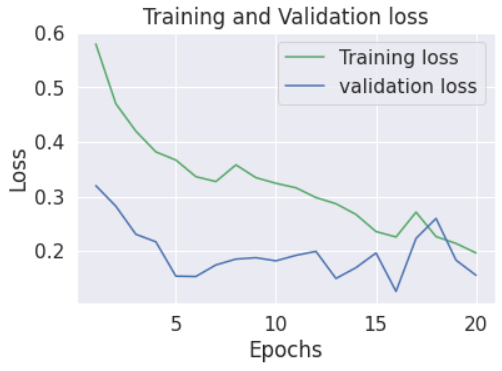 Training and Validation loss
0.6
0.5
0.4
0.3
0.2
Loss
Training loss
validation loss
5
10
15
20
Epochs